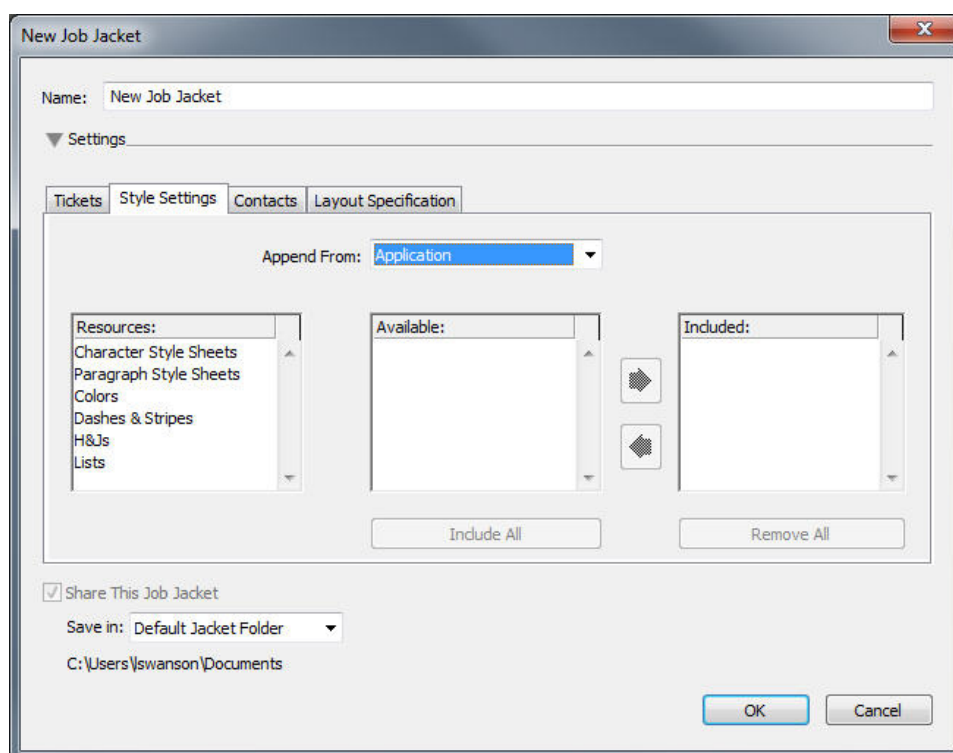 New Job Jacket
Name: New Job Jacket
Settings
Tickets Style Settings Contacts Layout Specification
Append From: Application
Resources: Available: Included:
Character Style Sheets
Paragraph Style Sheets
Colors
Dashes & Stripes
H&Js
Lists
Include All Remove All
Share This Job Jacket
Save in: Default Jacket Folder
C:\Users\lswanson\Documents
OK Cancel